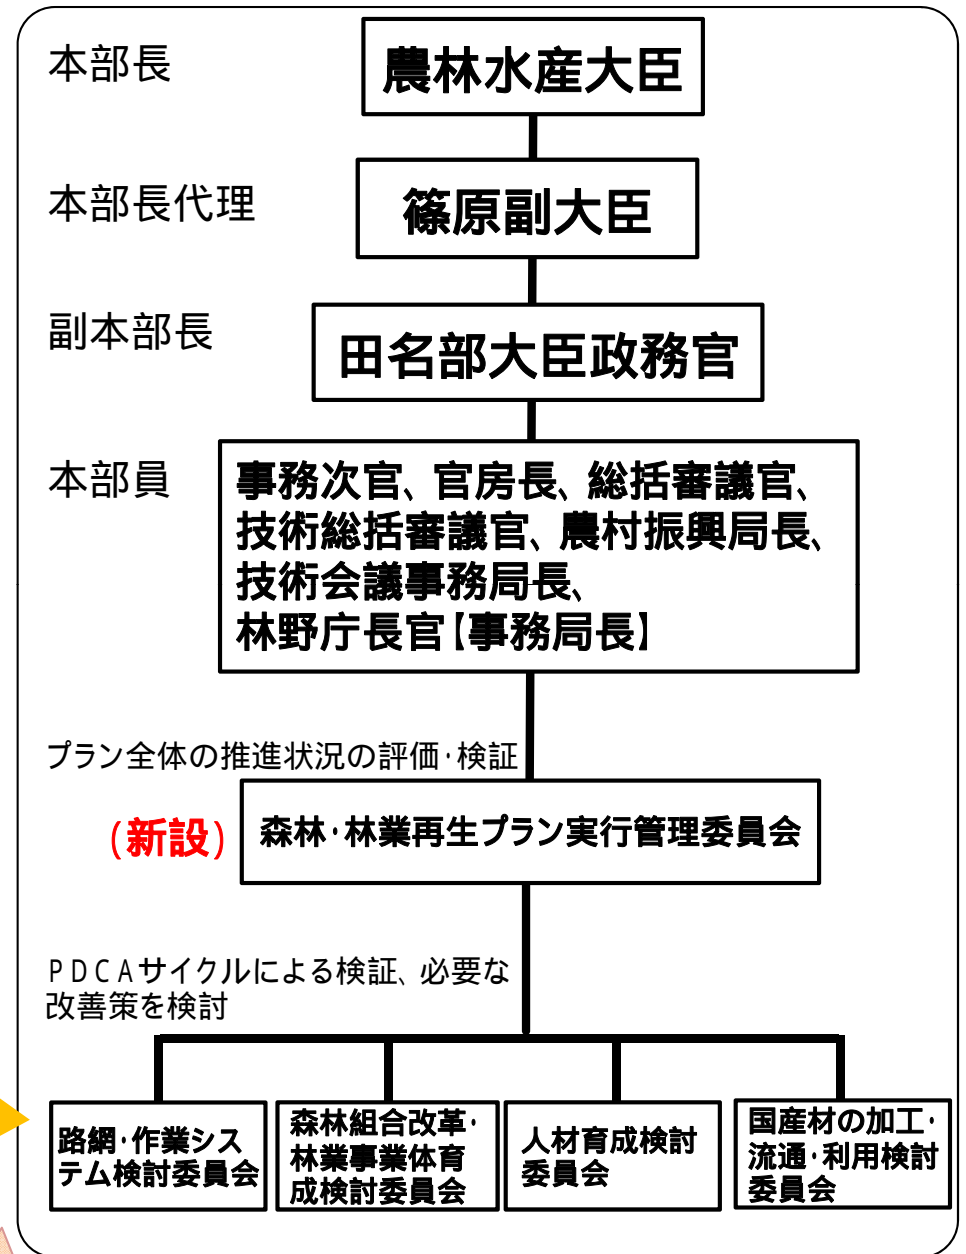 本部長
農林水産大臣
本部長代理
篠原副大臣
副本部長
田名部大臣政務官
本部員
事務次官、官房長、総括審議官、
技術総括審議官、農村振興局長、
技術会議事務局長、
林野庁長官【事務局長】
プラン全体の推進状況の評価・検証
(新設)
森林・林業再生プラン実行管理委員会
PDCAサイクルによる検証、必要な
改善策を検討
路網・作業シス
テム検討委員会
森林組合改革・
林業事業体育
成検討委員会
人材育成検討
委員会
国産材の加工・
流通・利用検討
委員会